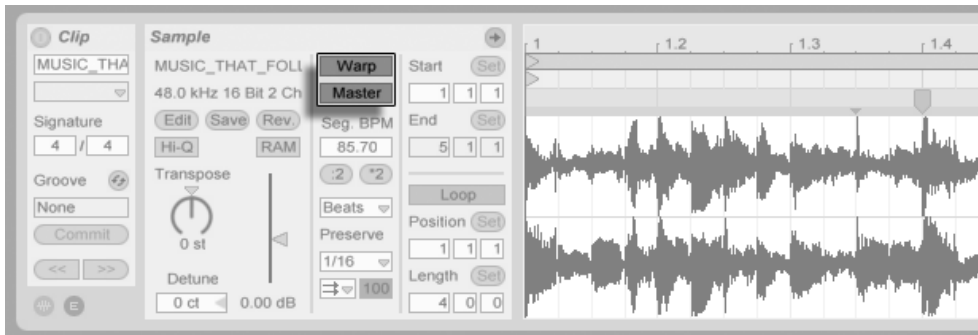 Clip
MUSIC_THA
Signature
4 / 4
Groove
None
Commit
<< >>
E
Sample
MUSIC_THAT_FOLL
48.0 kHz 16 Bit 2 Ch
Edit Save Rev.
Hi-Q RAM
Transpose
0 st
Detune
0 ct 0.00 dB
Warp
Master
Seg. BPM
85.70
:2 *2
Beats
Preserve
1/16
100
Start Set
1 1 1
End Set
5 1 1
Loop
Position Set
1 1 1
Length Set
4 0 0
1 1.2 1.3 1.4